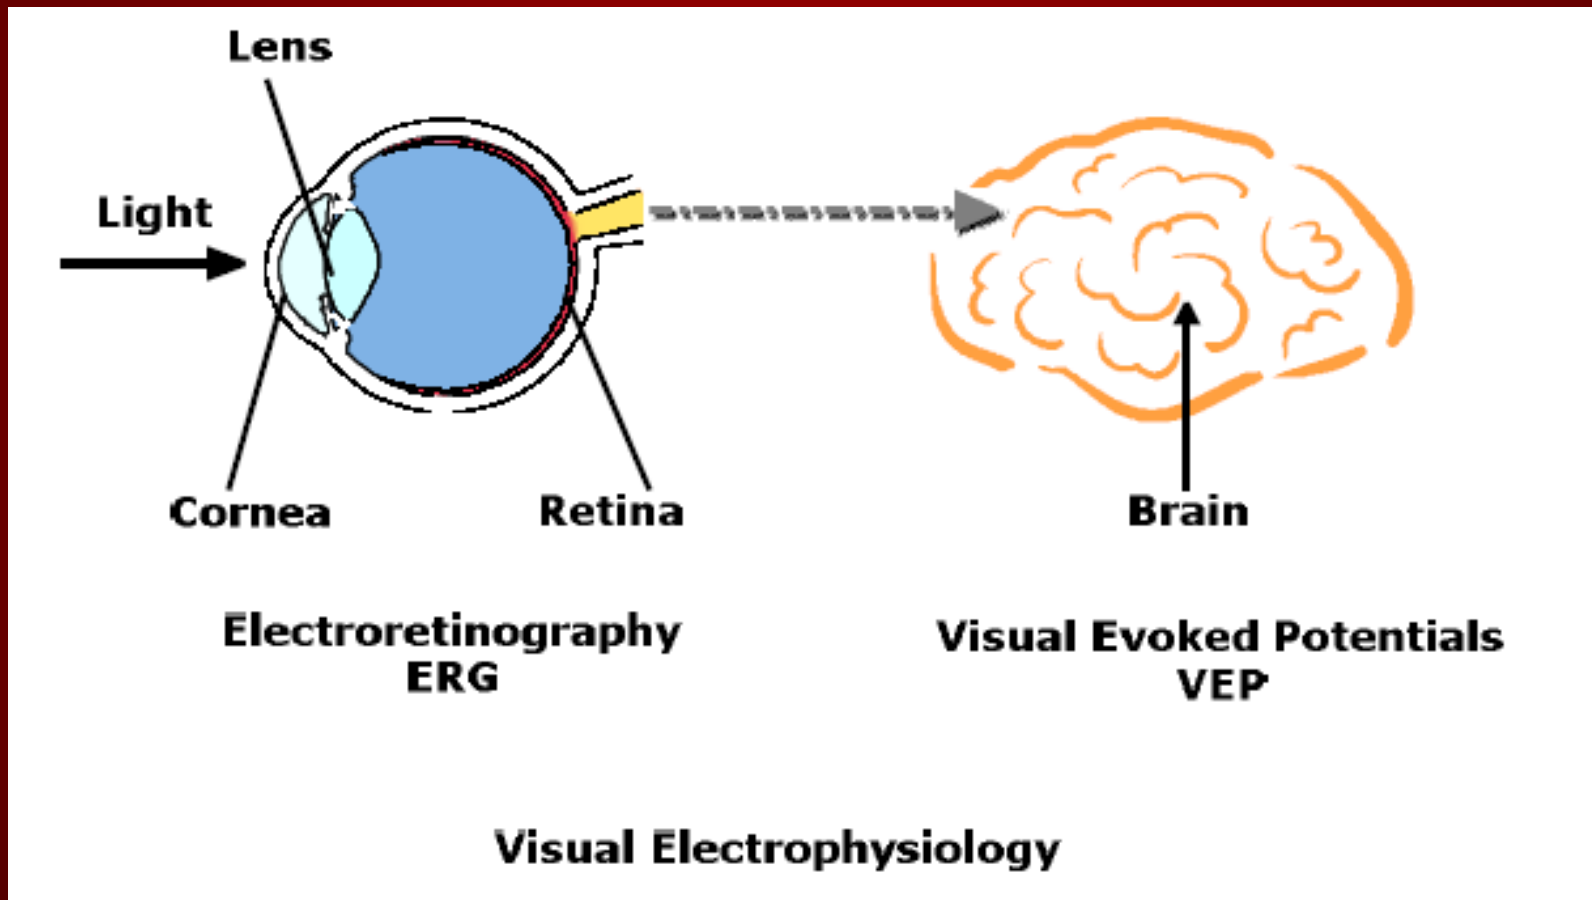 Lens
Light
Cornea
Retina
Brain
Electroretinography
ERG
Visual Evoked Potentials
VEP
Visual Electrophysiology